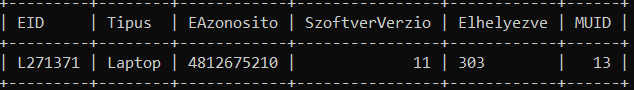 | EID | Tipus | EAzonosito | SzoftverVerzio | Elhelyezve | MUID |
| L271371 | Laptop | 4812675210 | 11 | 303 | 13 |